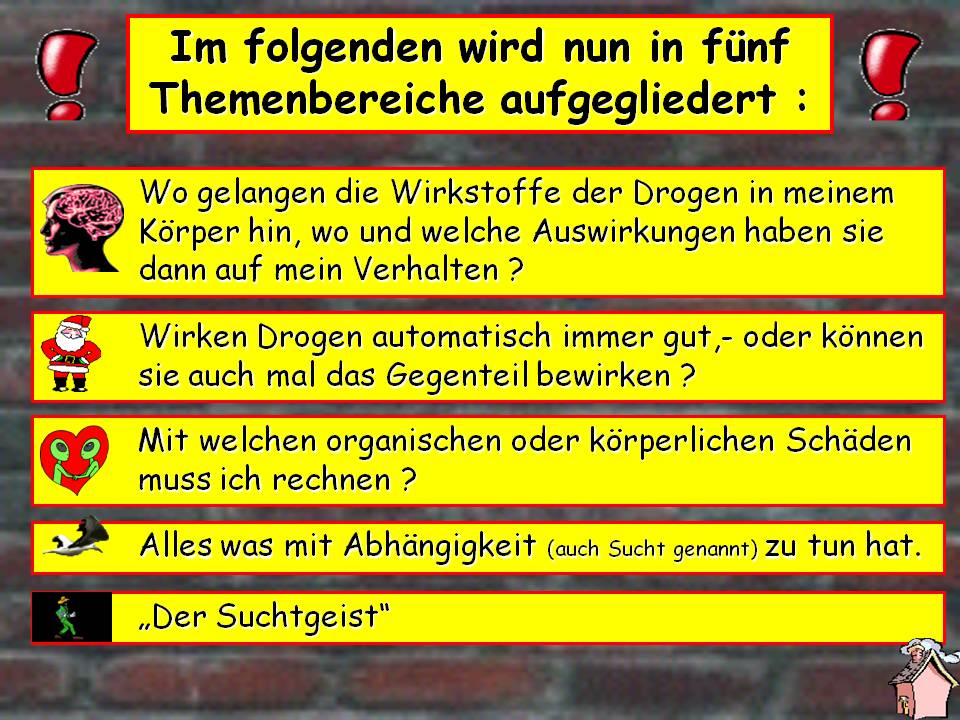 Im folgenden wird nun in fünf
Themenbereiche aufgegliedert :
Wo gelangen die Wirkstoffe der Drogen in meinem
Körper hin, wo und welche Auswirkungen haben sie
dann auf mein Verhalten ?
Wirken Drogen automatisch immer gut,- oder können
sie auch mal das Gegenteil bewirken ?
Mit welchen organischen oder körperlichen Schäden
muss ich rechnen ?
Alles was mit Abhängigkeit (auch Sucht genannt) zu tun hat.
„Der Suchtgeist“